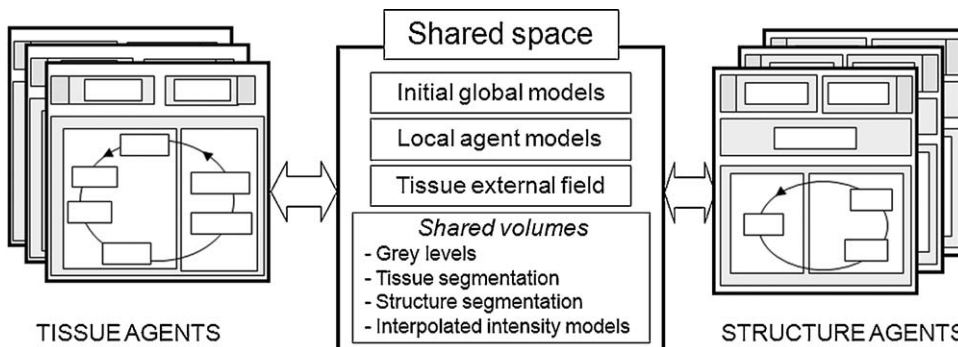 Shared space
Initial global models
Local agent models
Tissue external field
Shared volumes
- Grey levels
- Tissue segmentation
- Structure segmentation
- Interpolated intensity models
TISSUE AGENTS
STRUCTURE AGENTS